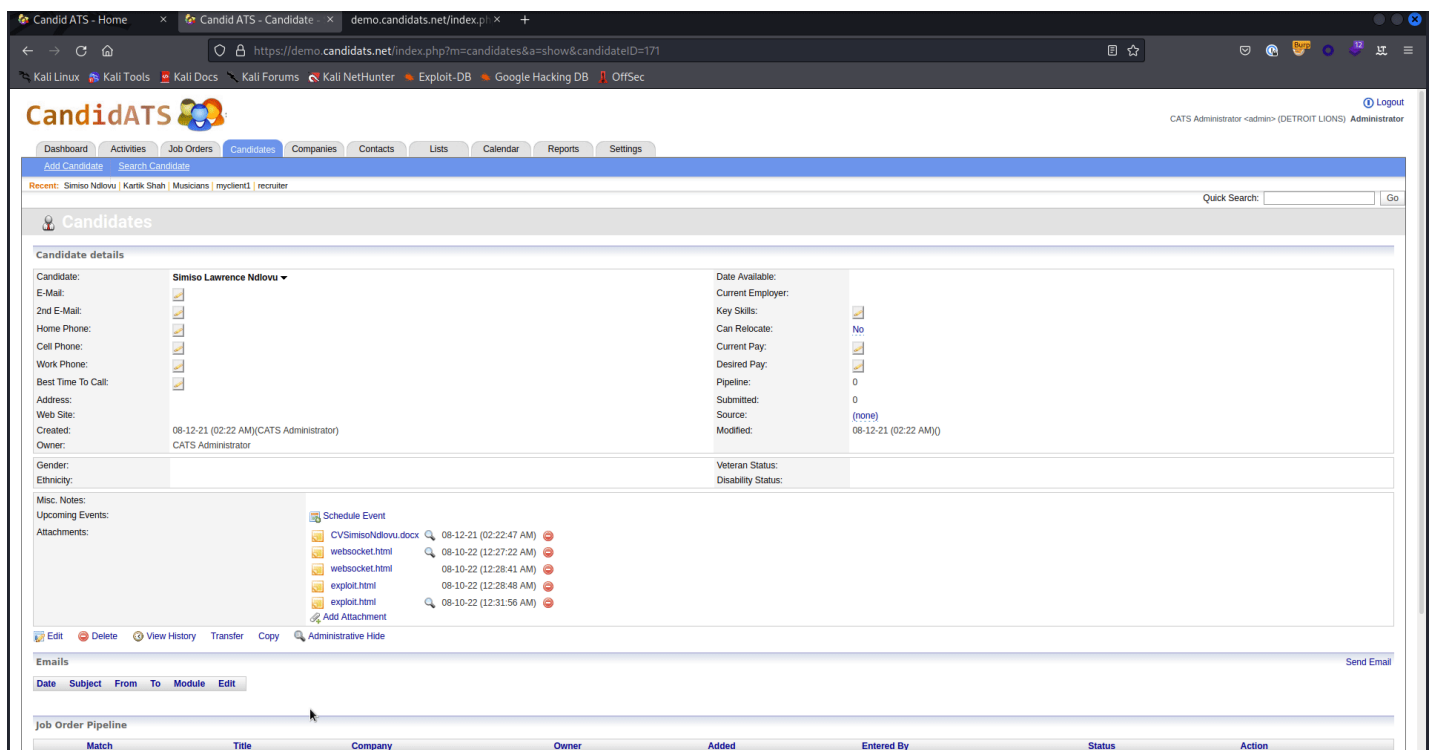 Candid ATS - Home × Candid ATS - Candidate - × demo.candidats.net/index.ph × +
https://demo.candidats.net/index.php?m=candidates&a=show&candidateID=171 Burp 12
Kali Linux Kali Tools Kali Docs Kali Forums Kali NetHunter Exploit-DB Google Hacking DB OffSec
Logout
CandidATS
CATS Administrator <admin> (DETROIT LIONS) Administrator
Dashboard Activities Job Orders Candidates Companies Contacts Lists Calendar Reports Settings
Add Candidate Search Candidate
Recent: Simiso Ndlovu | Kartik Shah | Musicians | myclient1 | recruiter
Quick Search: Go
Candidates
Candidate details
Candidate: Simiso Lawrence Ndlovu Date Available:
E-Mail: Current Employer:
2nd E-Mail: Key Skills:
Home Phone: Can Relocate: No
Cell Phone: Current Pay:
Work Phone: Desired Pay:
Best Time To Call: Pipeline: 0
Address: Submitted: 0
Web Site: Source: (none)
Created: 08-12-21 (02:22 AM)(CATS Administrator) Modified: 08-12-21 (02:22 AM)()
Owner: CATS Administrator
Gender: Veteran Status:
Ethnicity: Disability Status:
Misc. Notes:
Upcoming Events: Schedule Event
Attachments: CVSimisoNdlovu.docx 08-12-21 (02:22:47 AM)
websocket.html 08-10-22 (12:27:22 AM)
websocket.html 08-10-22 (12:28:41 AM)
exploit.html 08-10-22 (12:28:48 AM)
exploit.html 08-10-22 (12:31:56 AM)
Add Attachment
Edit Delete View History Transfer Copy Administrative Hide
Emails Send Email
Date Subject From To Module Edit
Job Order Pipeline
Match Title Company Owner Added Entered By Status Action